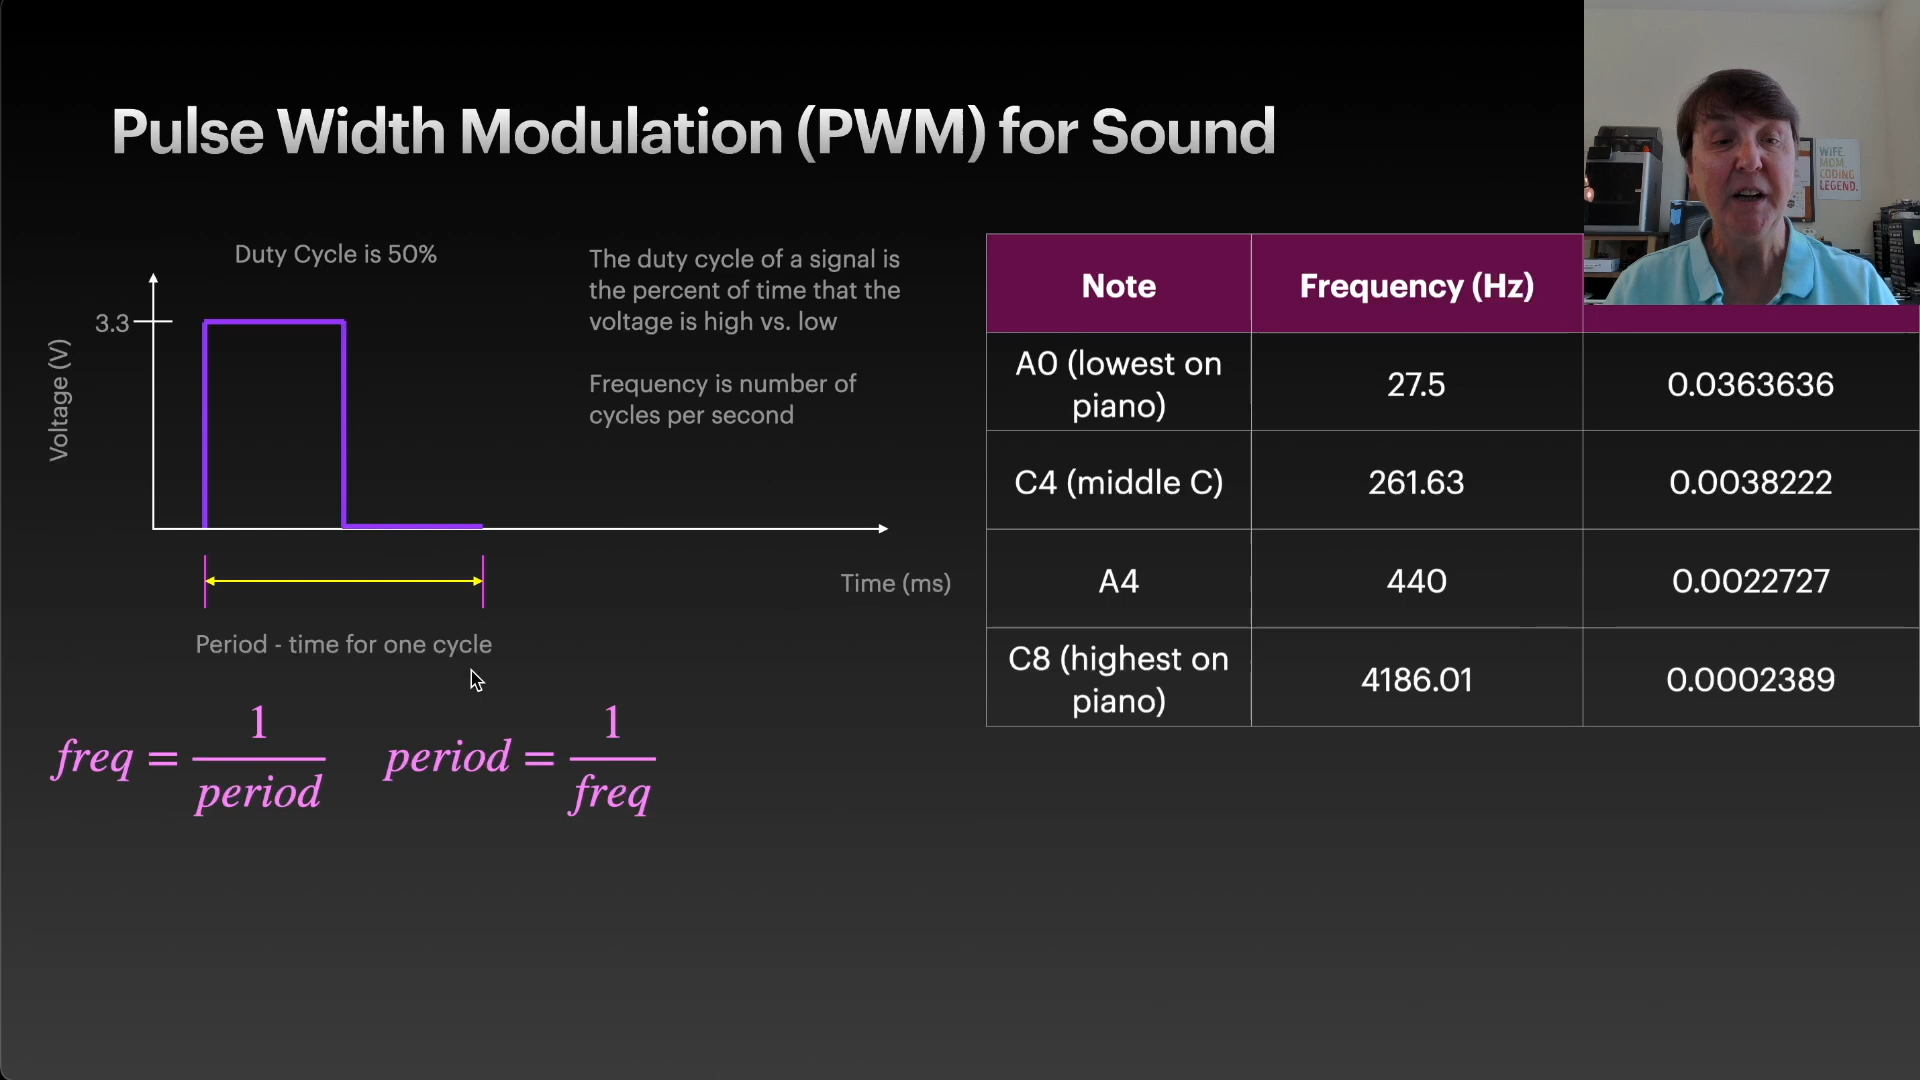 Pulse Width Modulation (PWM) for Sound
WIFE.
MOM.
CODING
LEGEND.
Duty Cycle is 50%
3.3
Voltage (V)
Time (ms)
Period - time for one cycle
The duty cycle of a signal is
the percent of time that the
voltage is high vs. low
Frequency is number of
cycles per second
freq = 1/period
period = 1/freq
Note Frequency (Hz)
A0 (lowest on
piano) 27.5 0.0363636
C4 (middle C) 261.63 0.0038222
A4 440 0.0022727
C8 (highest on
piano) 4186.01 0.0002389